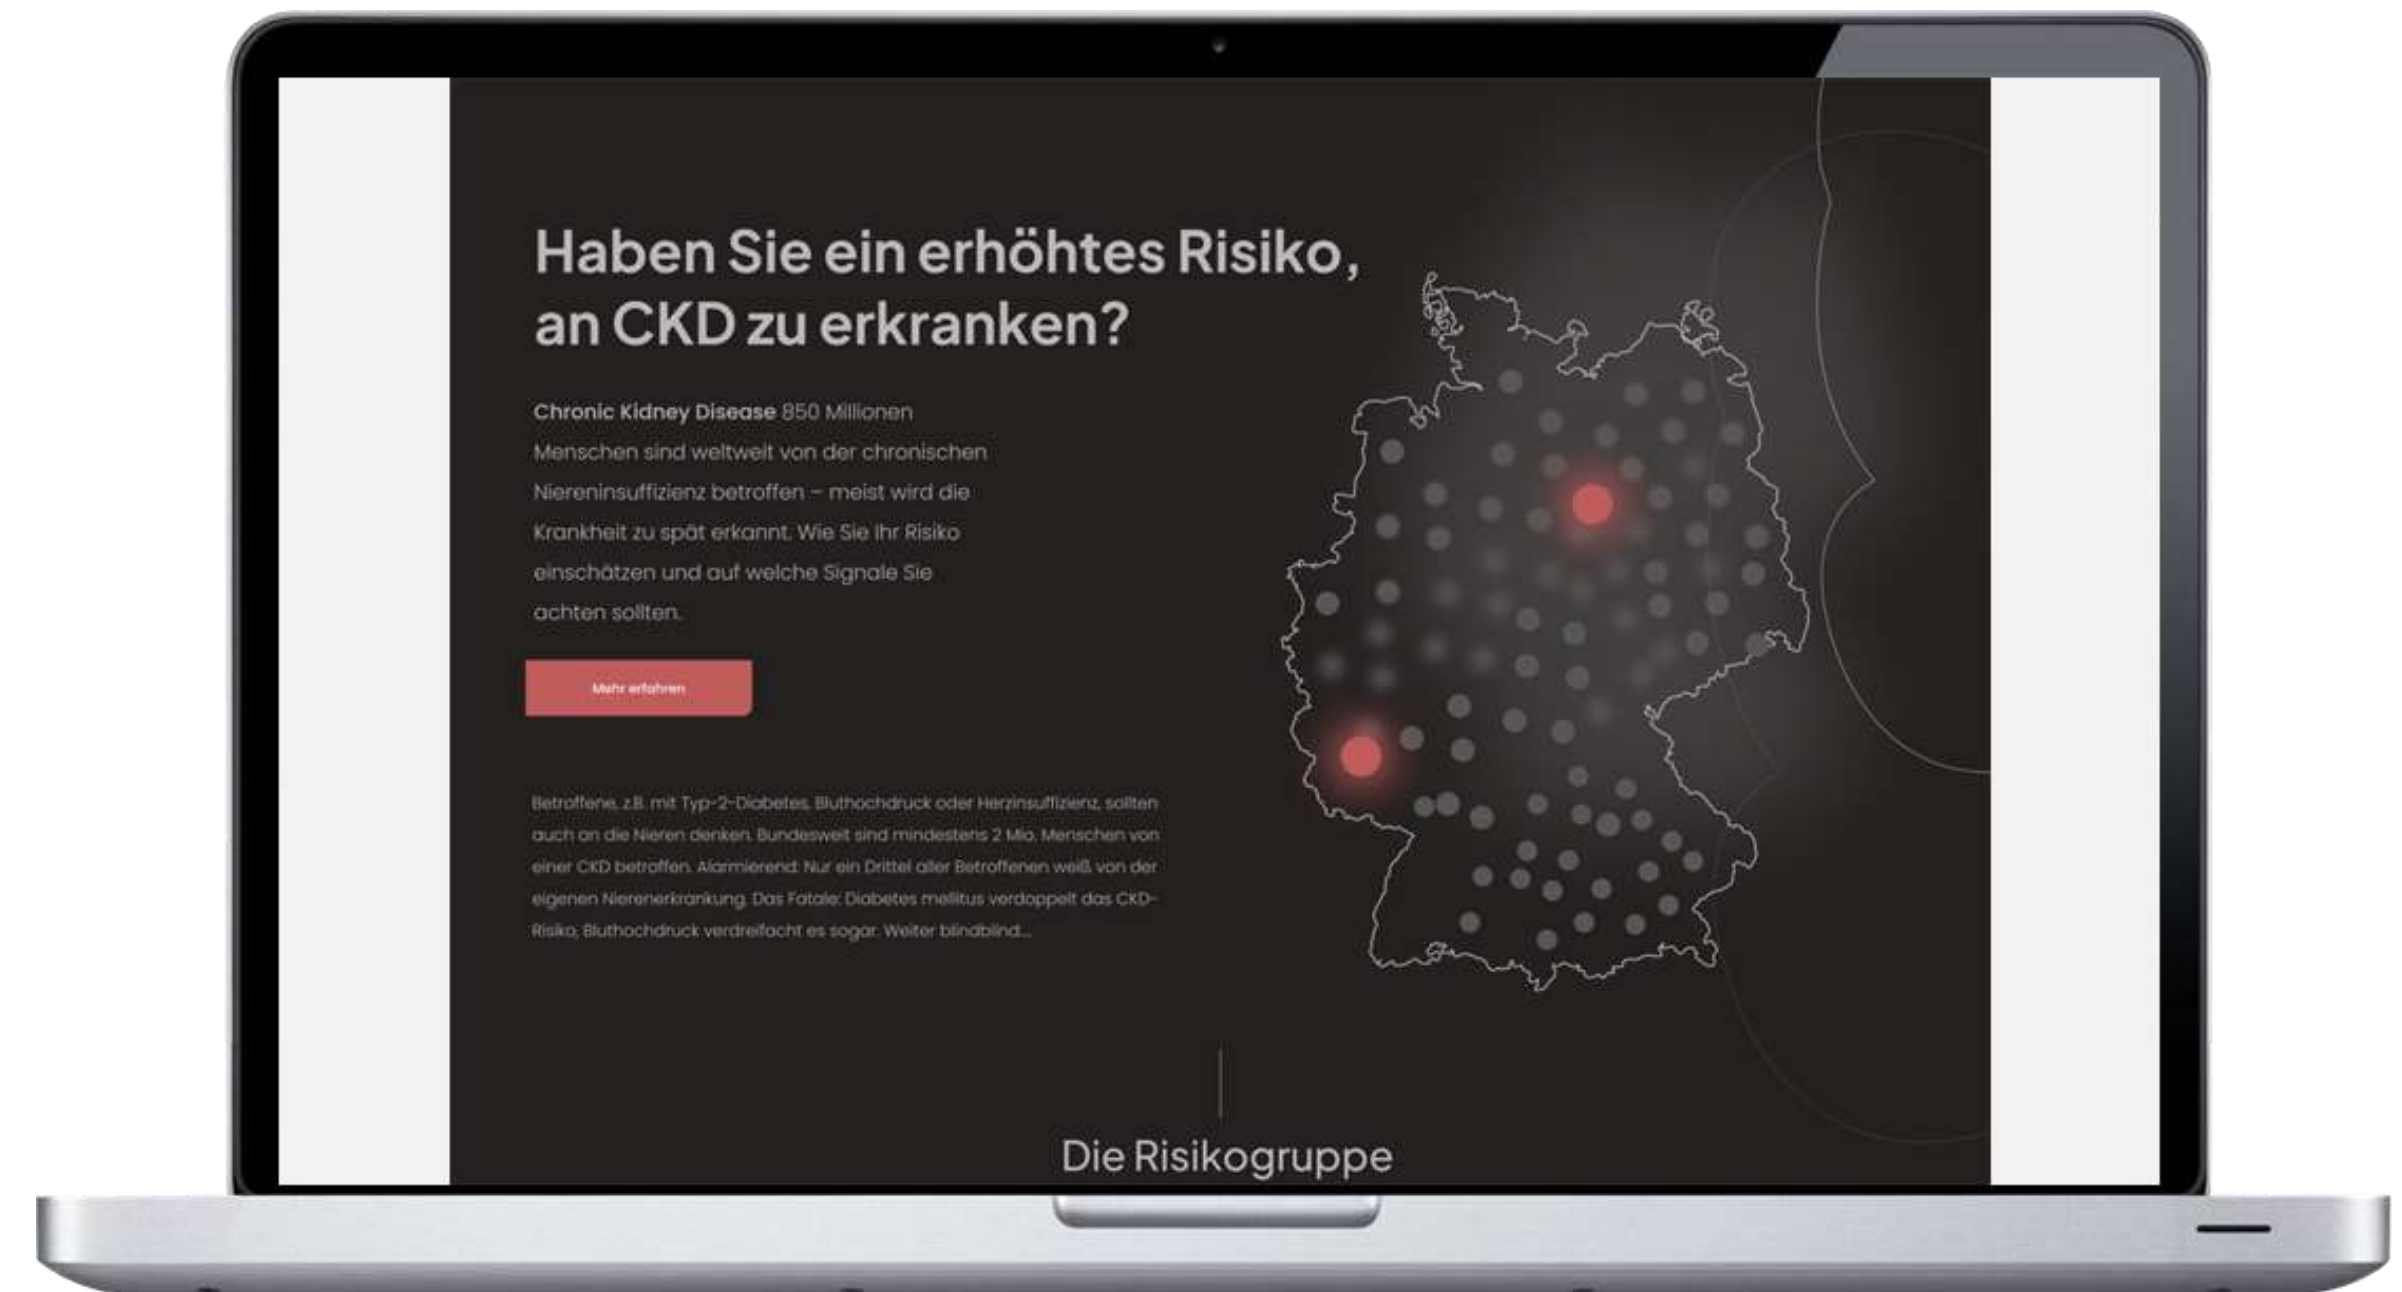 Haben Sie ein erhöhtes Risiko,
an CKD zu erkranken?
Chronic Kidney Disease 850 Millionen
Menschen sind weltweit von der chronischen
Niereninsuffizienz betroffen – meist wird die
Krankheit zu spät erkannt. Wie Sie Ihr Risiko
einschätzen und auf welche Signale Sie
achten sollten.
Mehr erfahren
Betroffene, z.B. mit Typ-2-Diabetes, Bluthochdruck oder Herzinsuffizienz, sollten
auch an die Nieren denken. Bundesweit sind mindestens 2 Mio. Menschen von
einer CKD betroffen. Alarmierend: Nur ein Drittel aller Betroffenen weiß von der
eigenen Nierenerkrankung. Das Fatale: Diabetes mellitus verdoppelt das CKD-
Risiko, Bluthochdruck verdreifacht es sogar. Weiter blindblind...
Die Risikogruppe